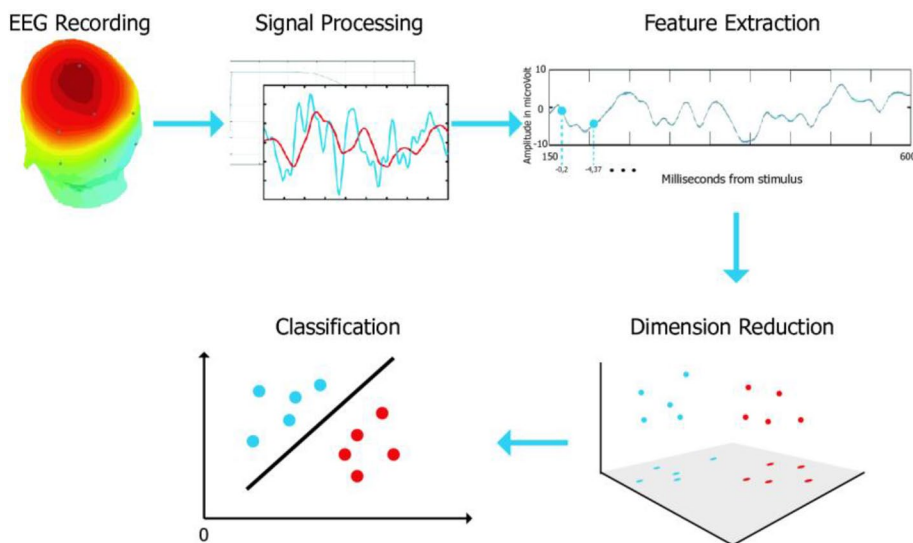 EEG Recording
Signal Processing
Feature Extraction
Amplitude in microVolt
10
0
-10
150
600
-0,2
-4,37
• • •
Milliseconds from stimulus
Classification
Dimension Reduction
0